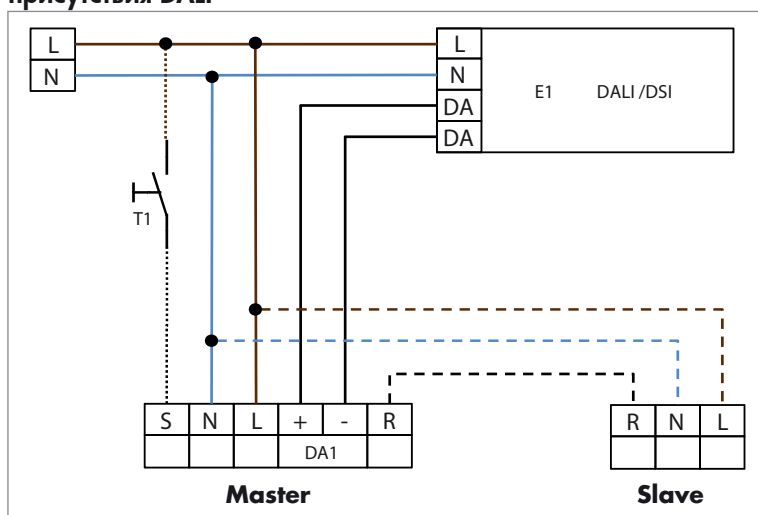 присутствия DALI
L
N
L
N
DA
DA
E1 DALI /DSI
T1
S N L + - R
DA1
R N L
Master
Slave